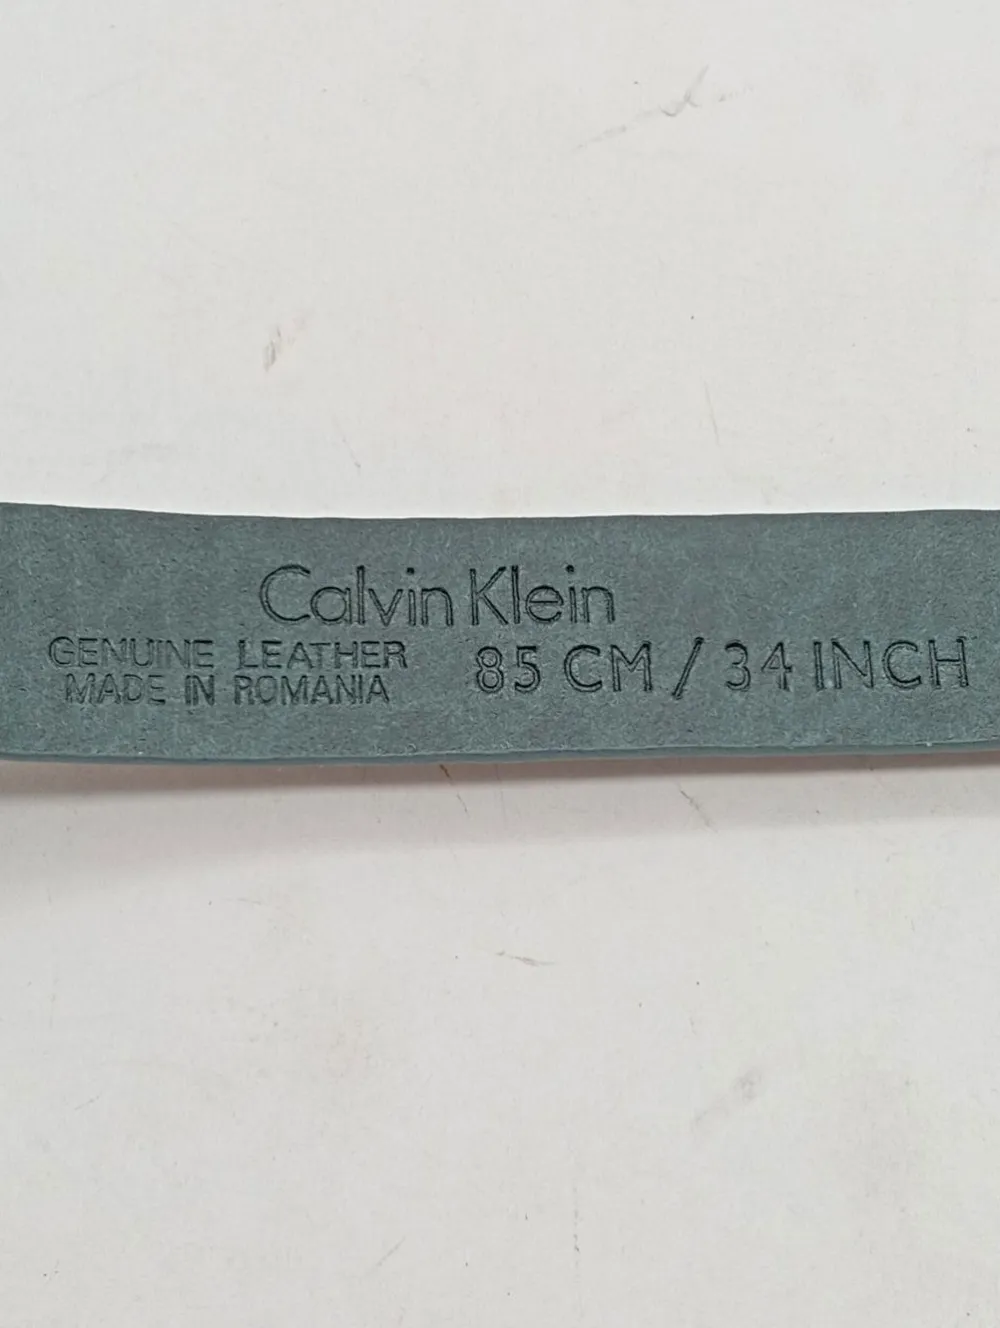 Calvin Klein
GENUINE LEATHER
MADE IN ROMANIA
85 CM / 34 INCH